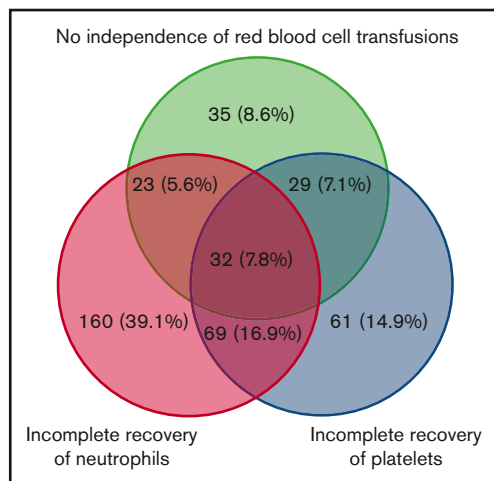 No independence of red blood cell transfusions
35 (8.6%)
23 (5.6%)
29 (7.1%)
32 (7.8%)
160 (39.1%)
69 (16.9%)
61 (14.9%)
Incomplete recovery
of neutrophils
Incomplete recovery
of platelets